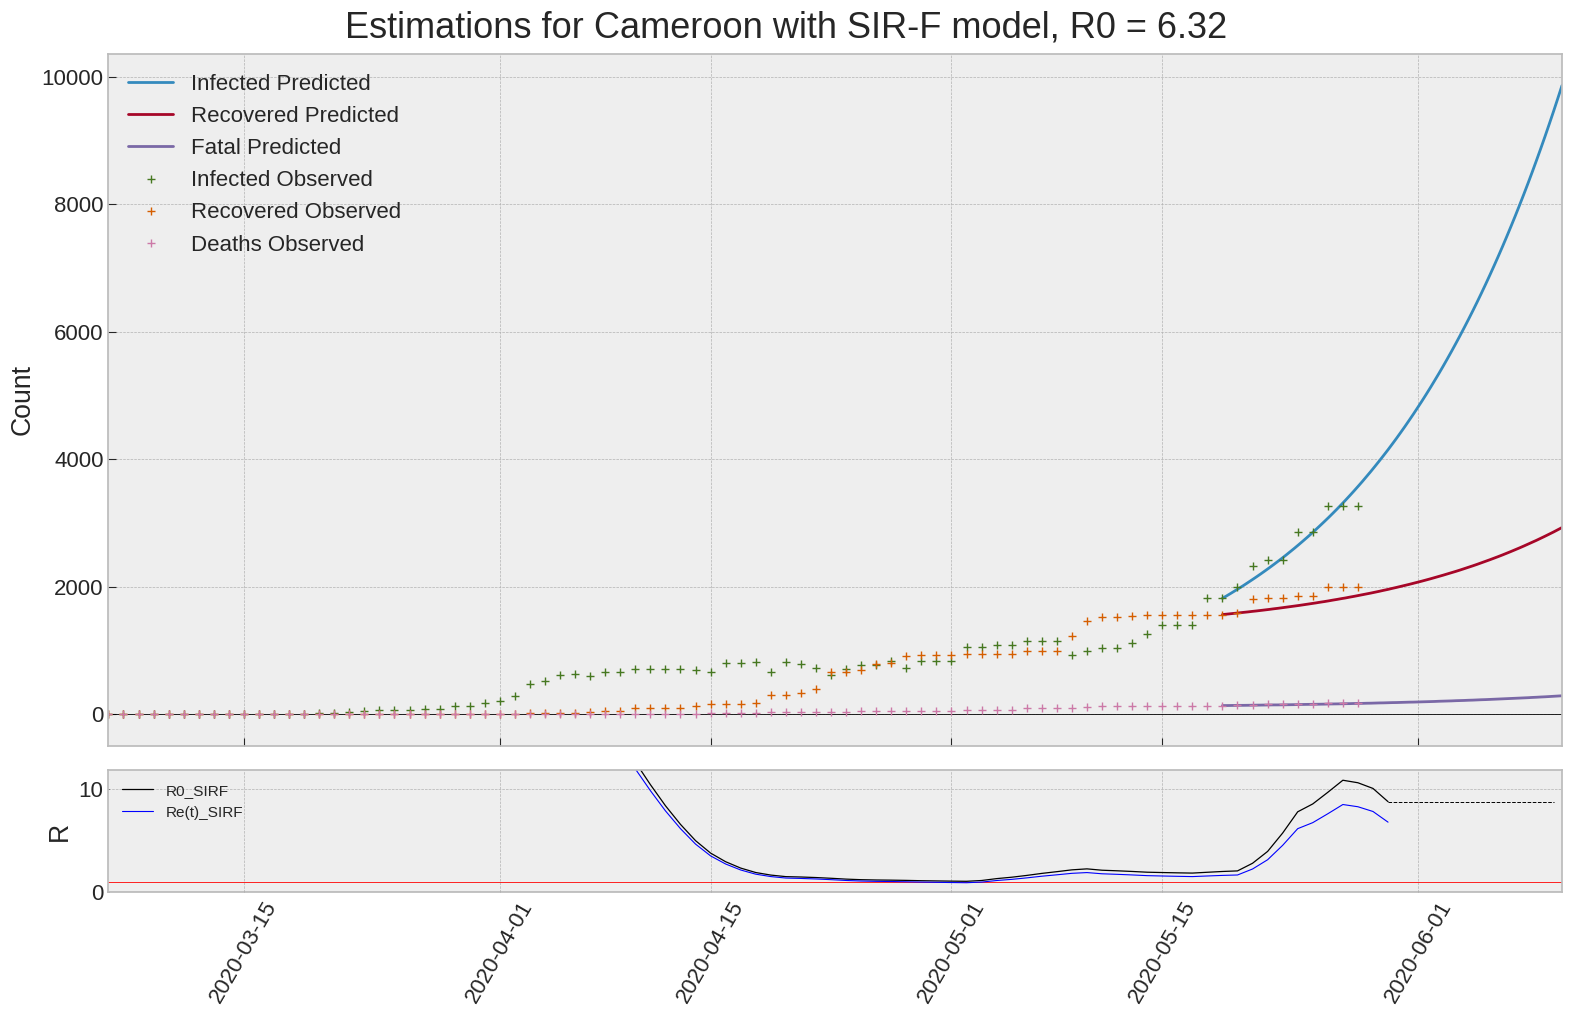 Estimations for Cameroon with SIR-F model, R0 = 6.32
10000
8000
6000
4000
2000
0
Count
Infected Predicted
Recovered Predicted
Fatal Predicted
Infected Observed
Recovered Observed
Deaths Observed
10
0
R
R0_SIRF
Re(t)_SIRF
2020-03-15
2020-04-01
2020-04-15
2020-05-01
2020-05-15
2020-06-01